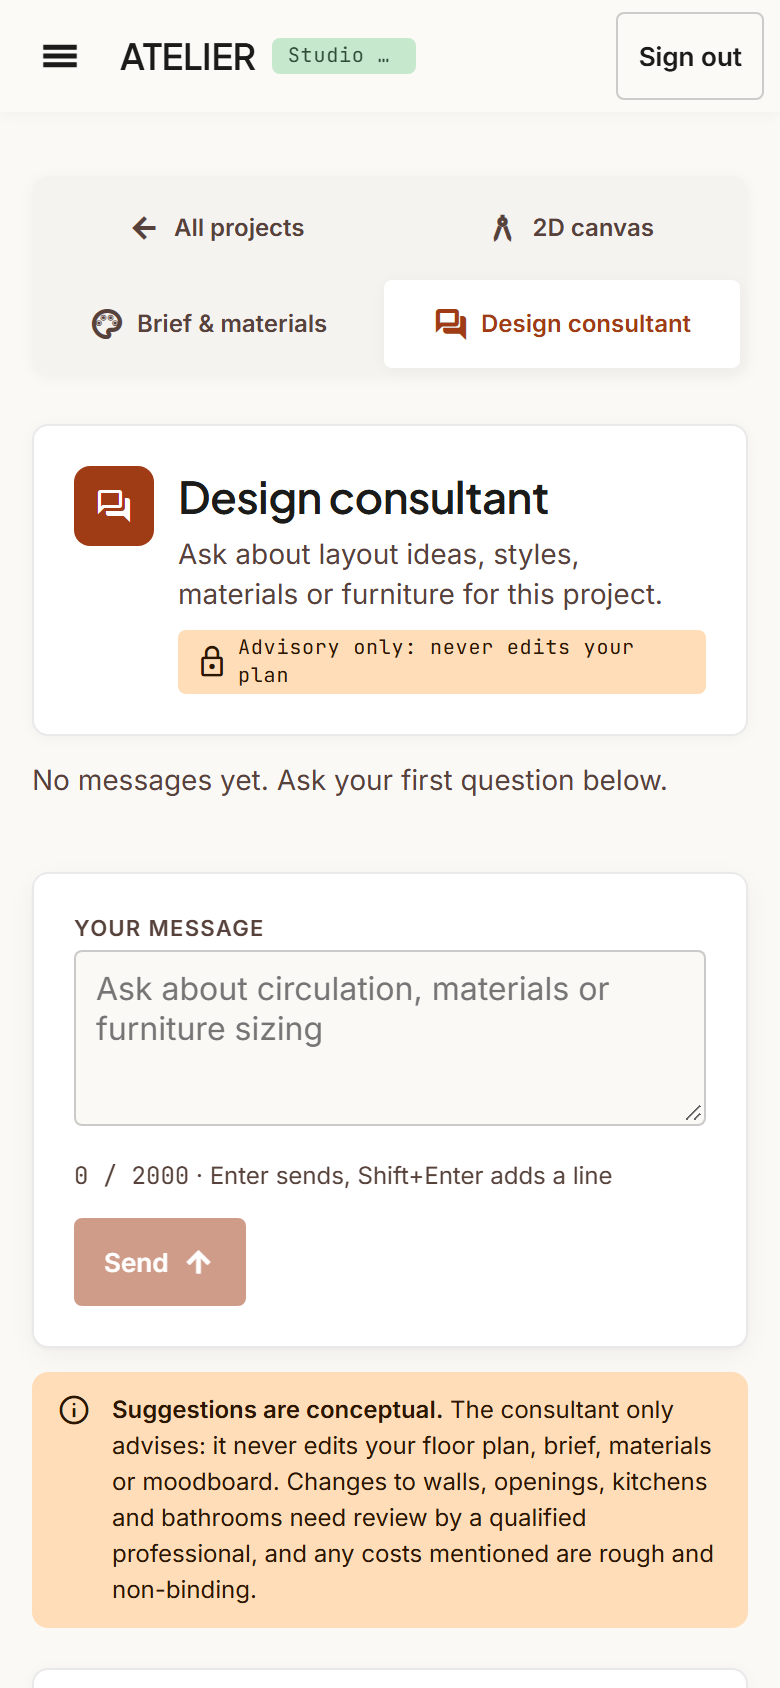 ATELIER
Studio …
Sign out
All projects
2D canvas
Brief & materials
Design consultant
Design consultant
Ask about layout ideas, styles,
materials or furniture for this project.
Advisory only: never edits your
plan
No messages yet. Ask your first question below.
YOUR MESSAGE
Ask about circulation, materials or
furniture sizing
0 / 2000 · Enter sends, Shift+Enter adds a line
Send
Suggestions are conceptual. The consultant only
advises: it never edits your floor plan, brief, materials
or moodboard. Changes to walls, openings, kitchens
and bathrooms need review by a qualified
professional, and any costs mentioned are rough and
non-binding.